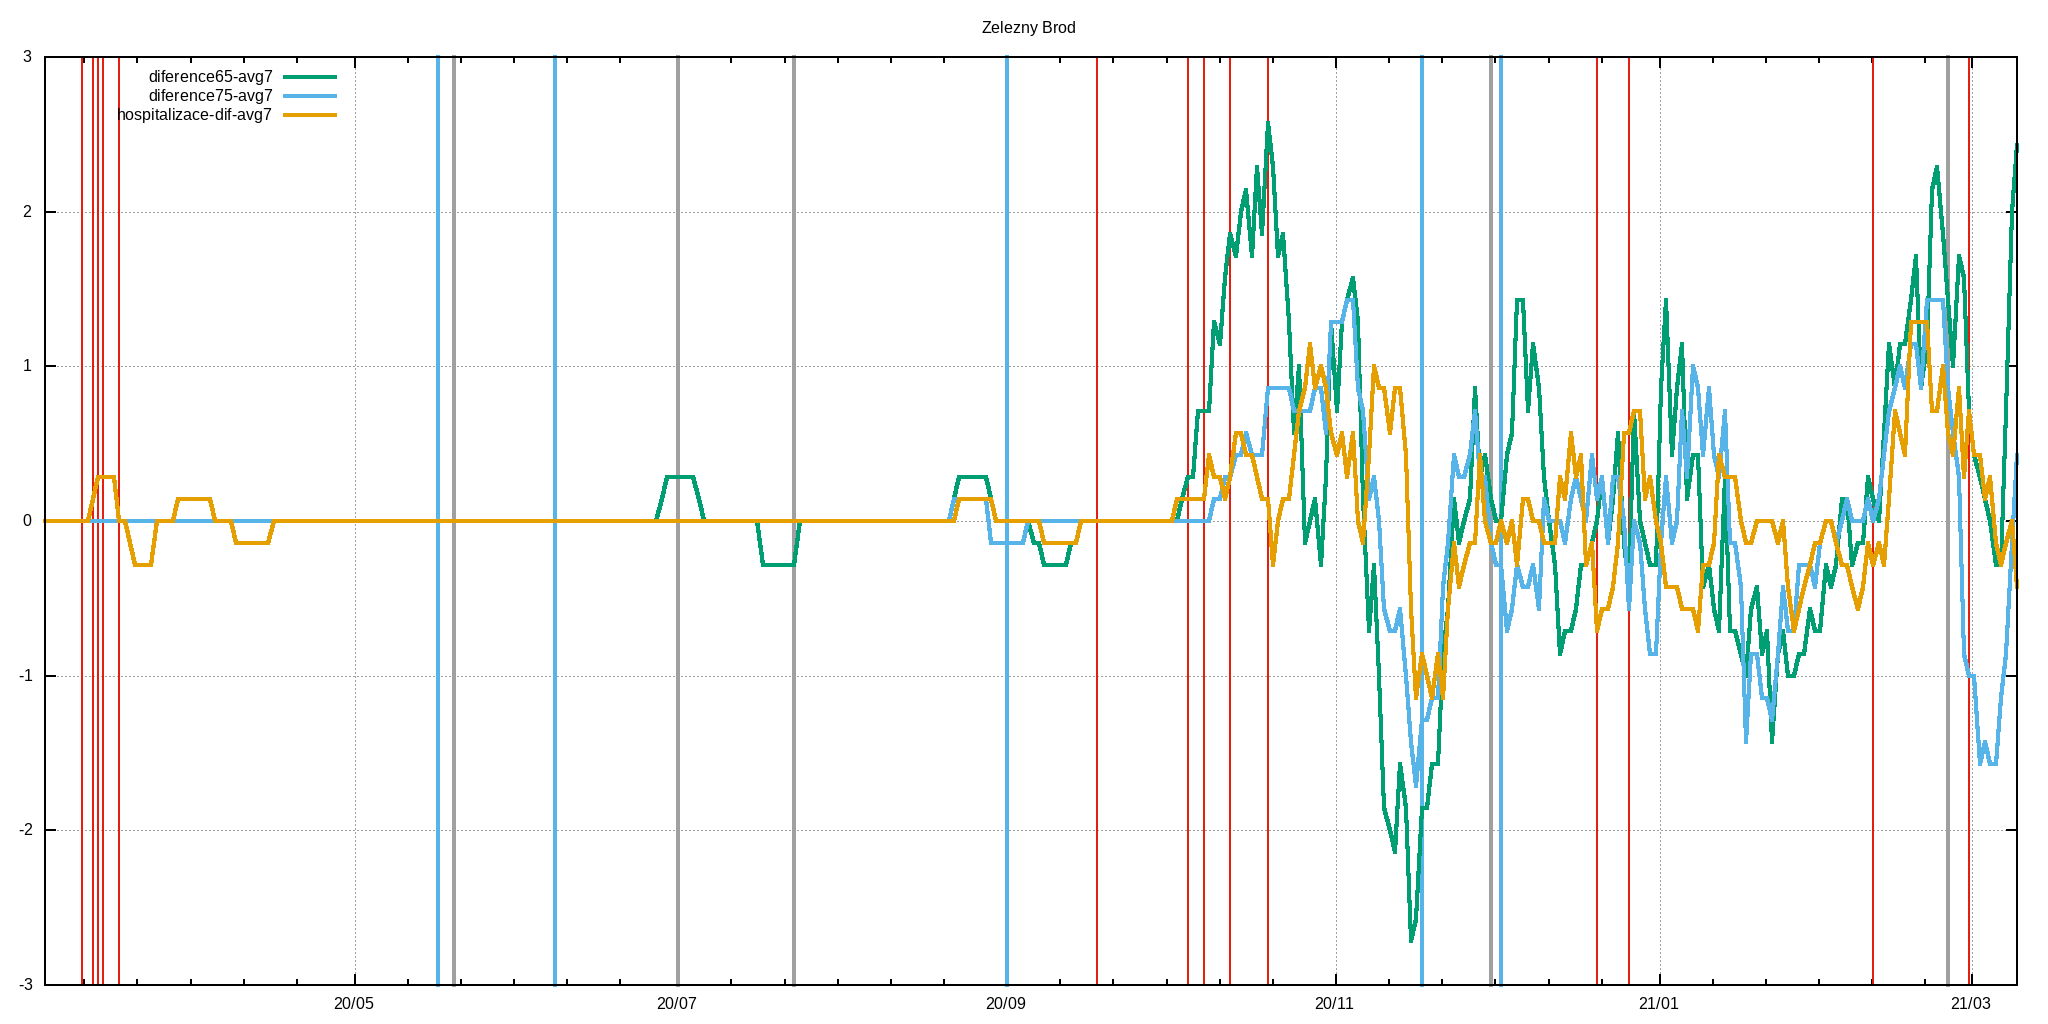 Zelezny Brod
3
diference65-avg7
diference75-avg7
hospitalizace-dif-avg7
2
1
0
-1
-2
-3
20/05 20/07 20/09 20/11 21/01 21/03